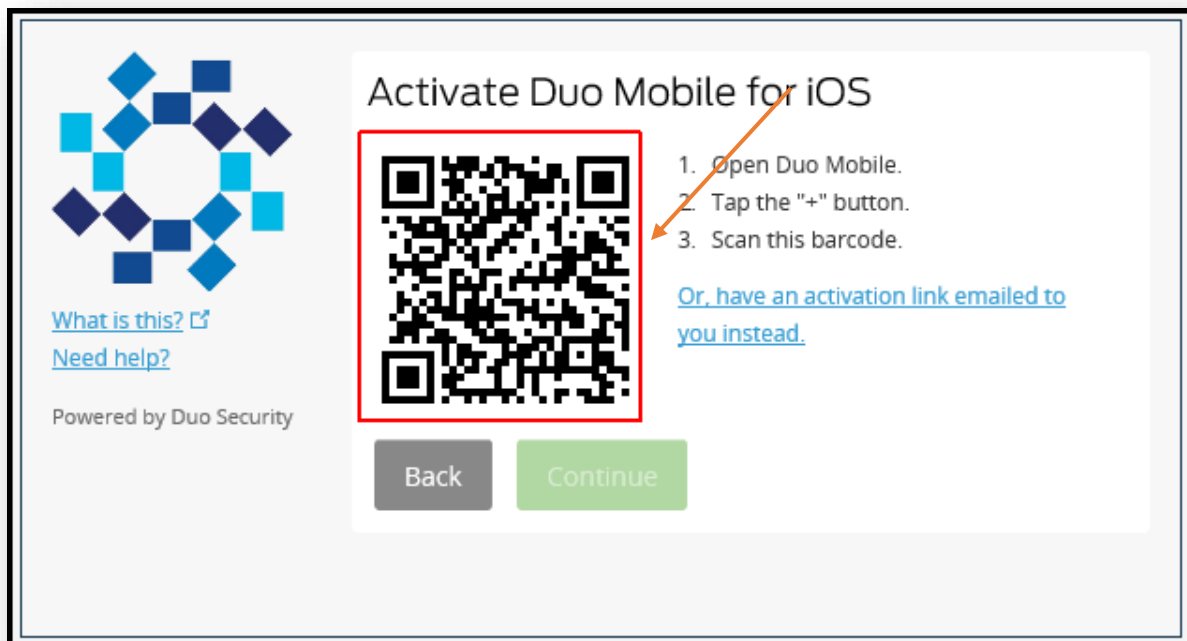 Activate Duo Mobile for iOS
1. Open Duo Mobile.
2. Tap the "+" button.
3. Scan this barcode.
Or, have an activation link emailed to
you instead.
What is this?
Need help?
Powered by Duo Security
Back
Continue